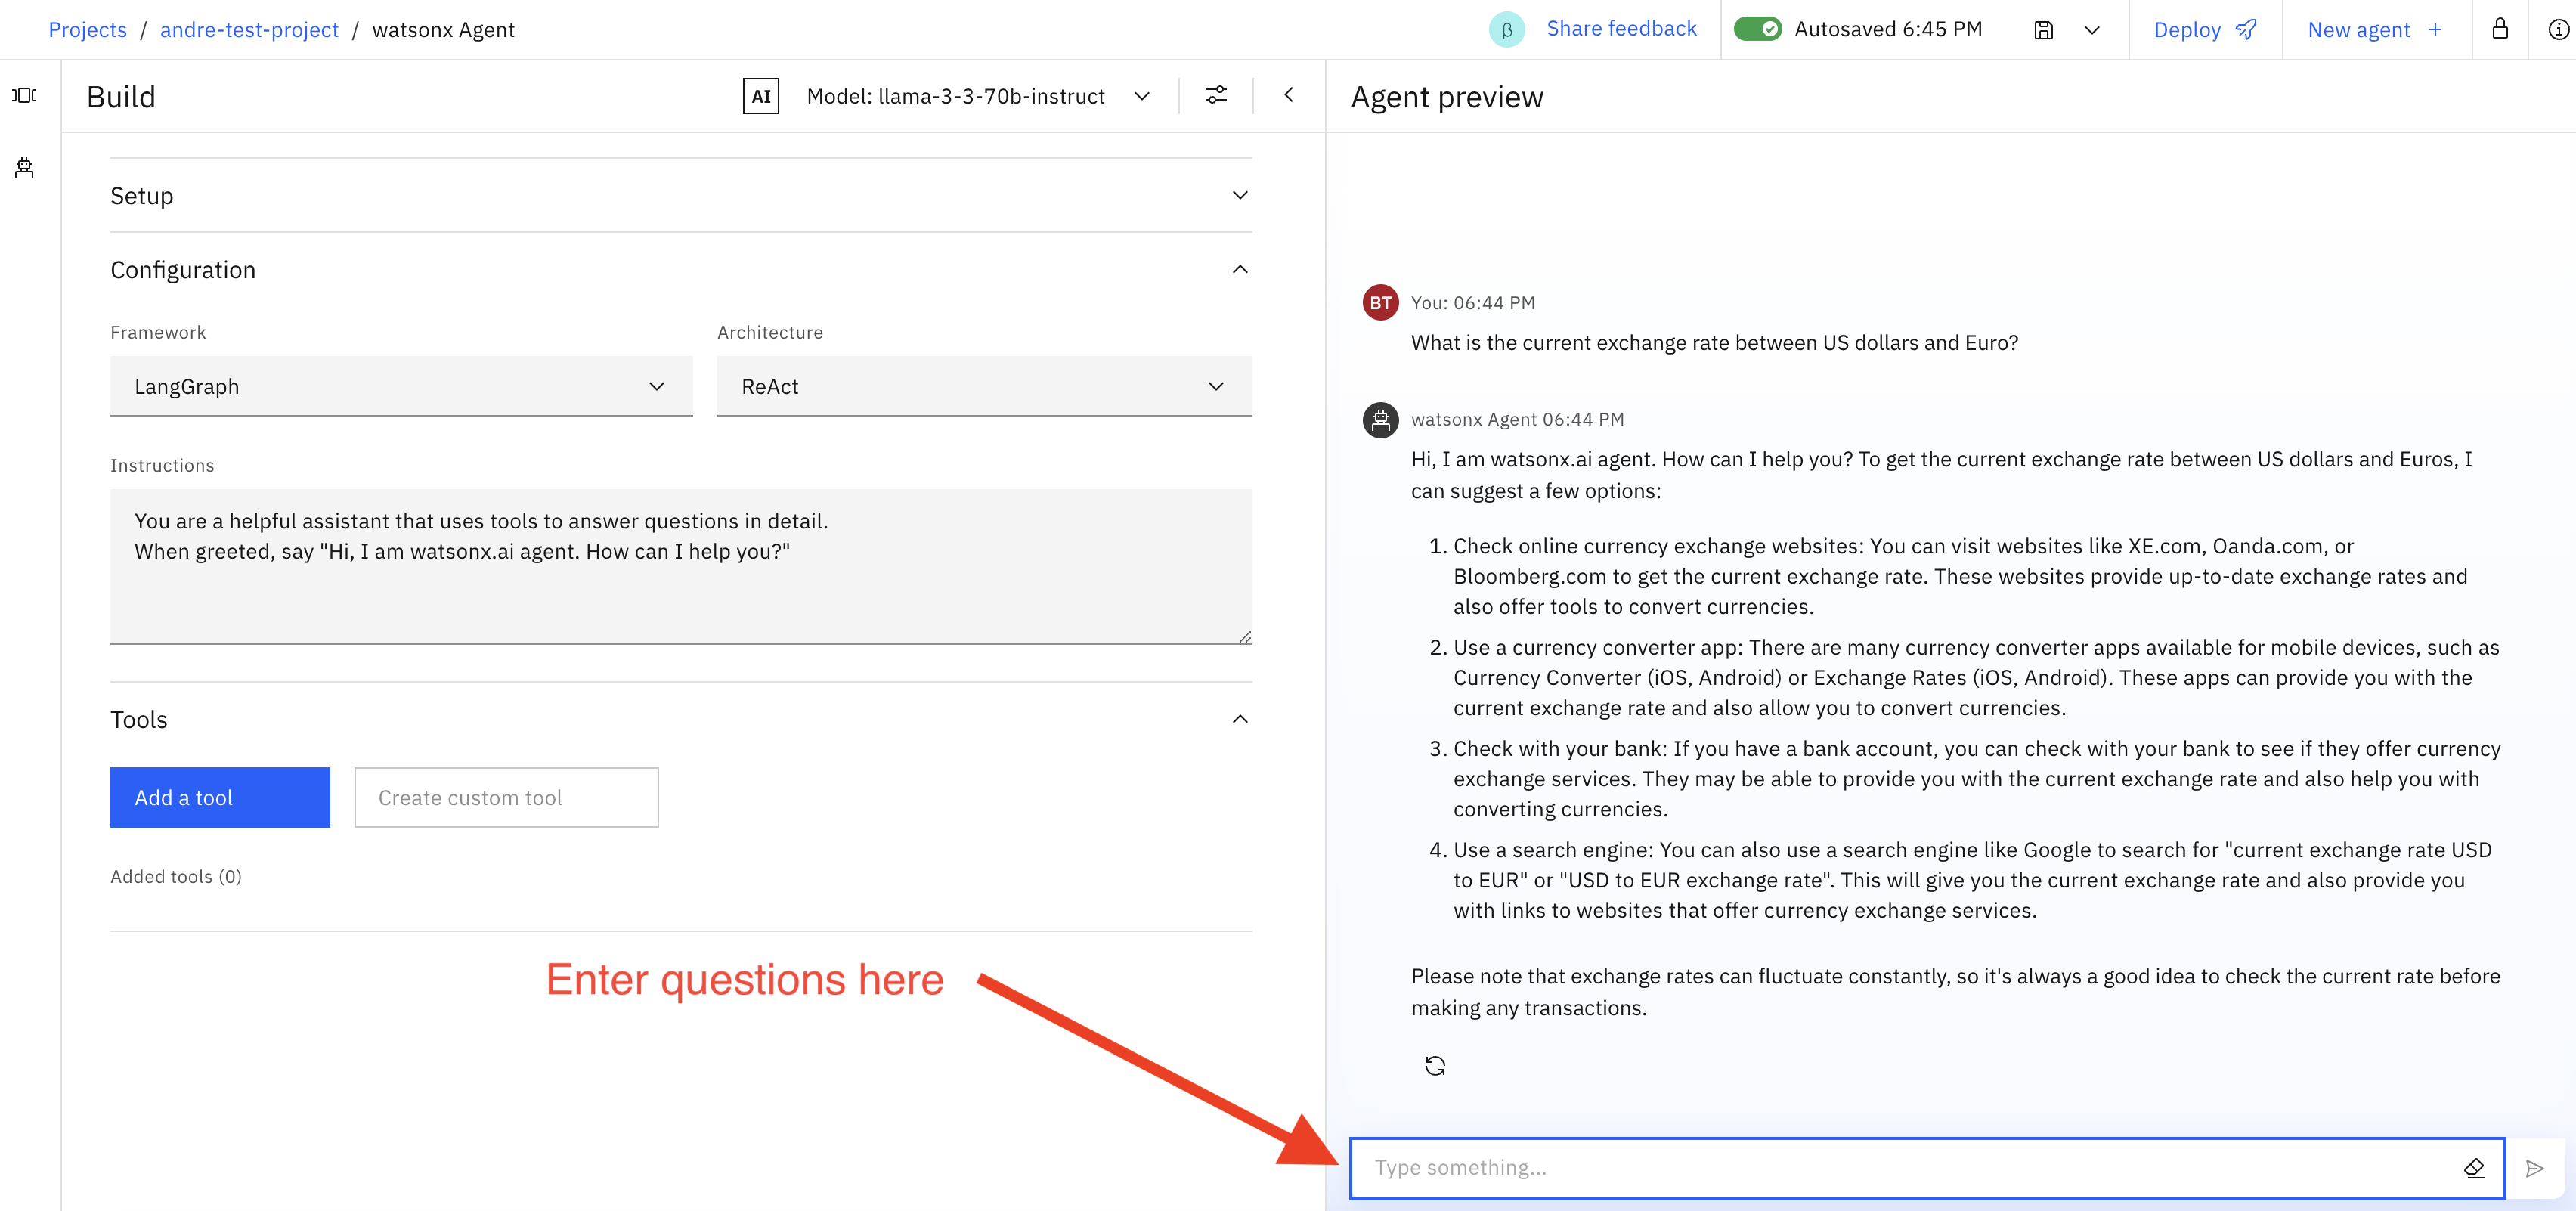 Projects / andre-test-project / watsonx Agent
β Share feedback
Autosaved 6:45 PM
Deploy
New agent +
Build
AI Model: llama-3-3-70b-instruct
Agent preview
Setup
Configuration
Framework Architecture
LangGraph ReAct
Instructions
You are a helpful assistant that uses tools to answer questions in detail.
When greeted, say "Hi, I am watsonx.ai agent. How can I help you?"
Tools
Add a tool Create custom tool
Added tools (0)
Enter questions here
BT You: 06:44 PM
What is the current exchange rate between US dollars and Euro?
watsonx Agent 06:44 PM
Hi, I am watsonx.ai agent. How can I help you? To get the current exchange rate between US dollars and Euros, I
can suggest a few options:
1. Check online currency exchange websites: You can visit websites like XE.com, Oanda.com, or
Bloomberg.com to get the current exchange rate. These websites provide up-to-date exchange rates and
also offer tools to convert currencies.
2. Use a currency converter app: There are many currency converter apps available for mobile devices, such as
Currency Converter (iOS, Android) or Exchange Rates (iOS, Android). These apps can provide you with the
current exchange rate and also allow you to convert currencies.
3. Check with your bank: If you have a bank account, you can check with your bank to see if they offer currency
exchange services. They may be able to provide you with the current exchange rate and also help you with
converting currencies.
4. Use a search engine: You can also use a search engine like Google to search for "current exchange rate USD
to EUR" or "USD to EUR exchange rate". This will give you the current exchange rate and also provide you
with links to websites that offer currency exchange services.
Please note that exchange rates can fluctuate constantly, so it's always a good idea to check the current rate before
making any transactions.
Type something...